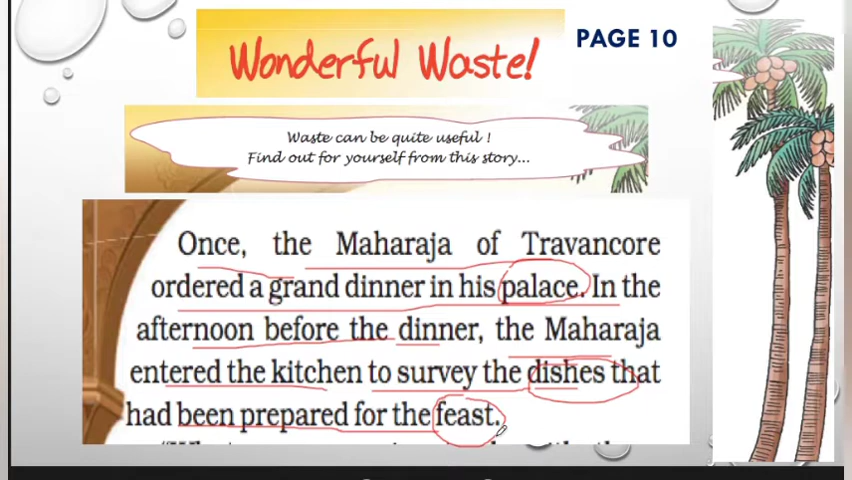 Wonderful Waste!
PAGE 10
Waste can be quite useful !
Find out for yourself from this story...
Once, the Maharaja of Travancore
ordered a grand dinner in his palace. In the
afternoon before the dinner, the Maharaja
entered the kitchen to survey the dishes that
had been prepared for the feast.